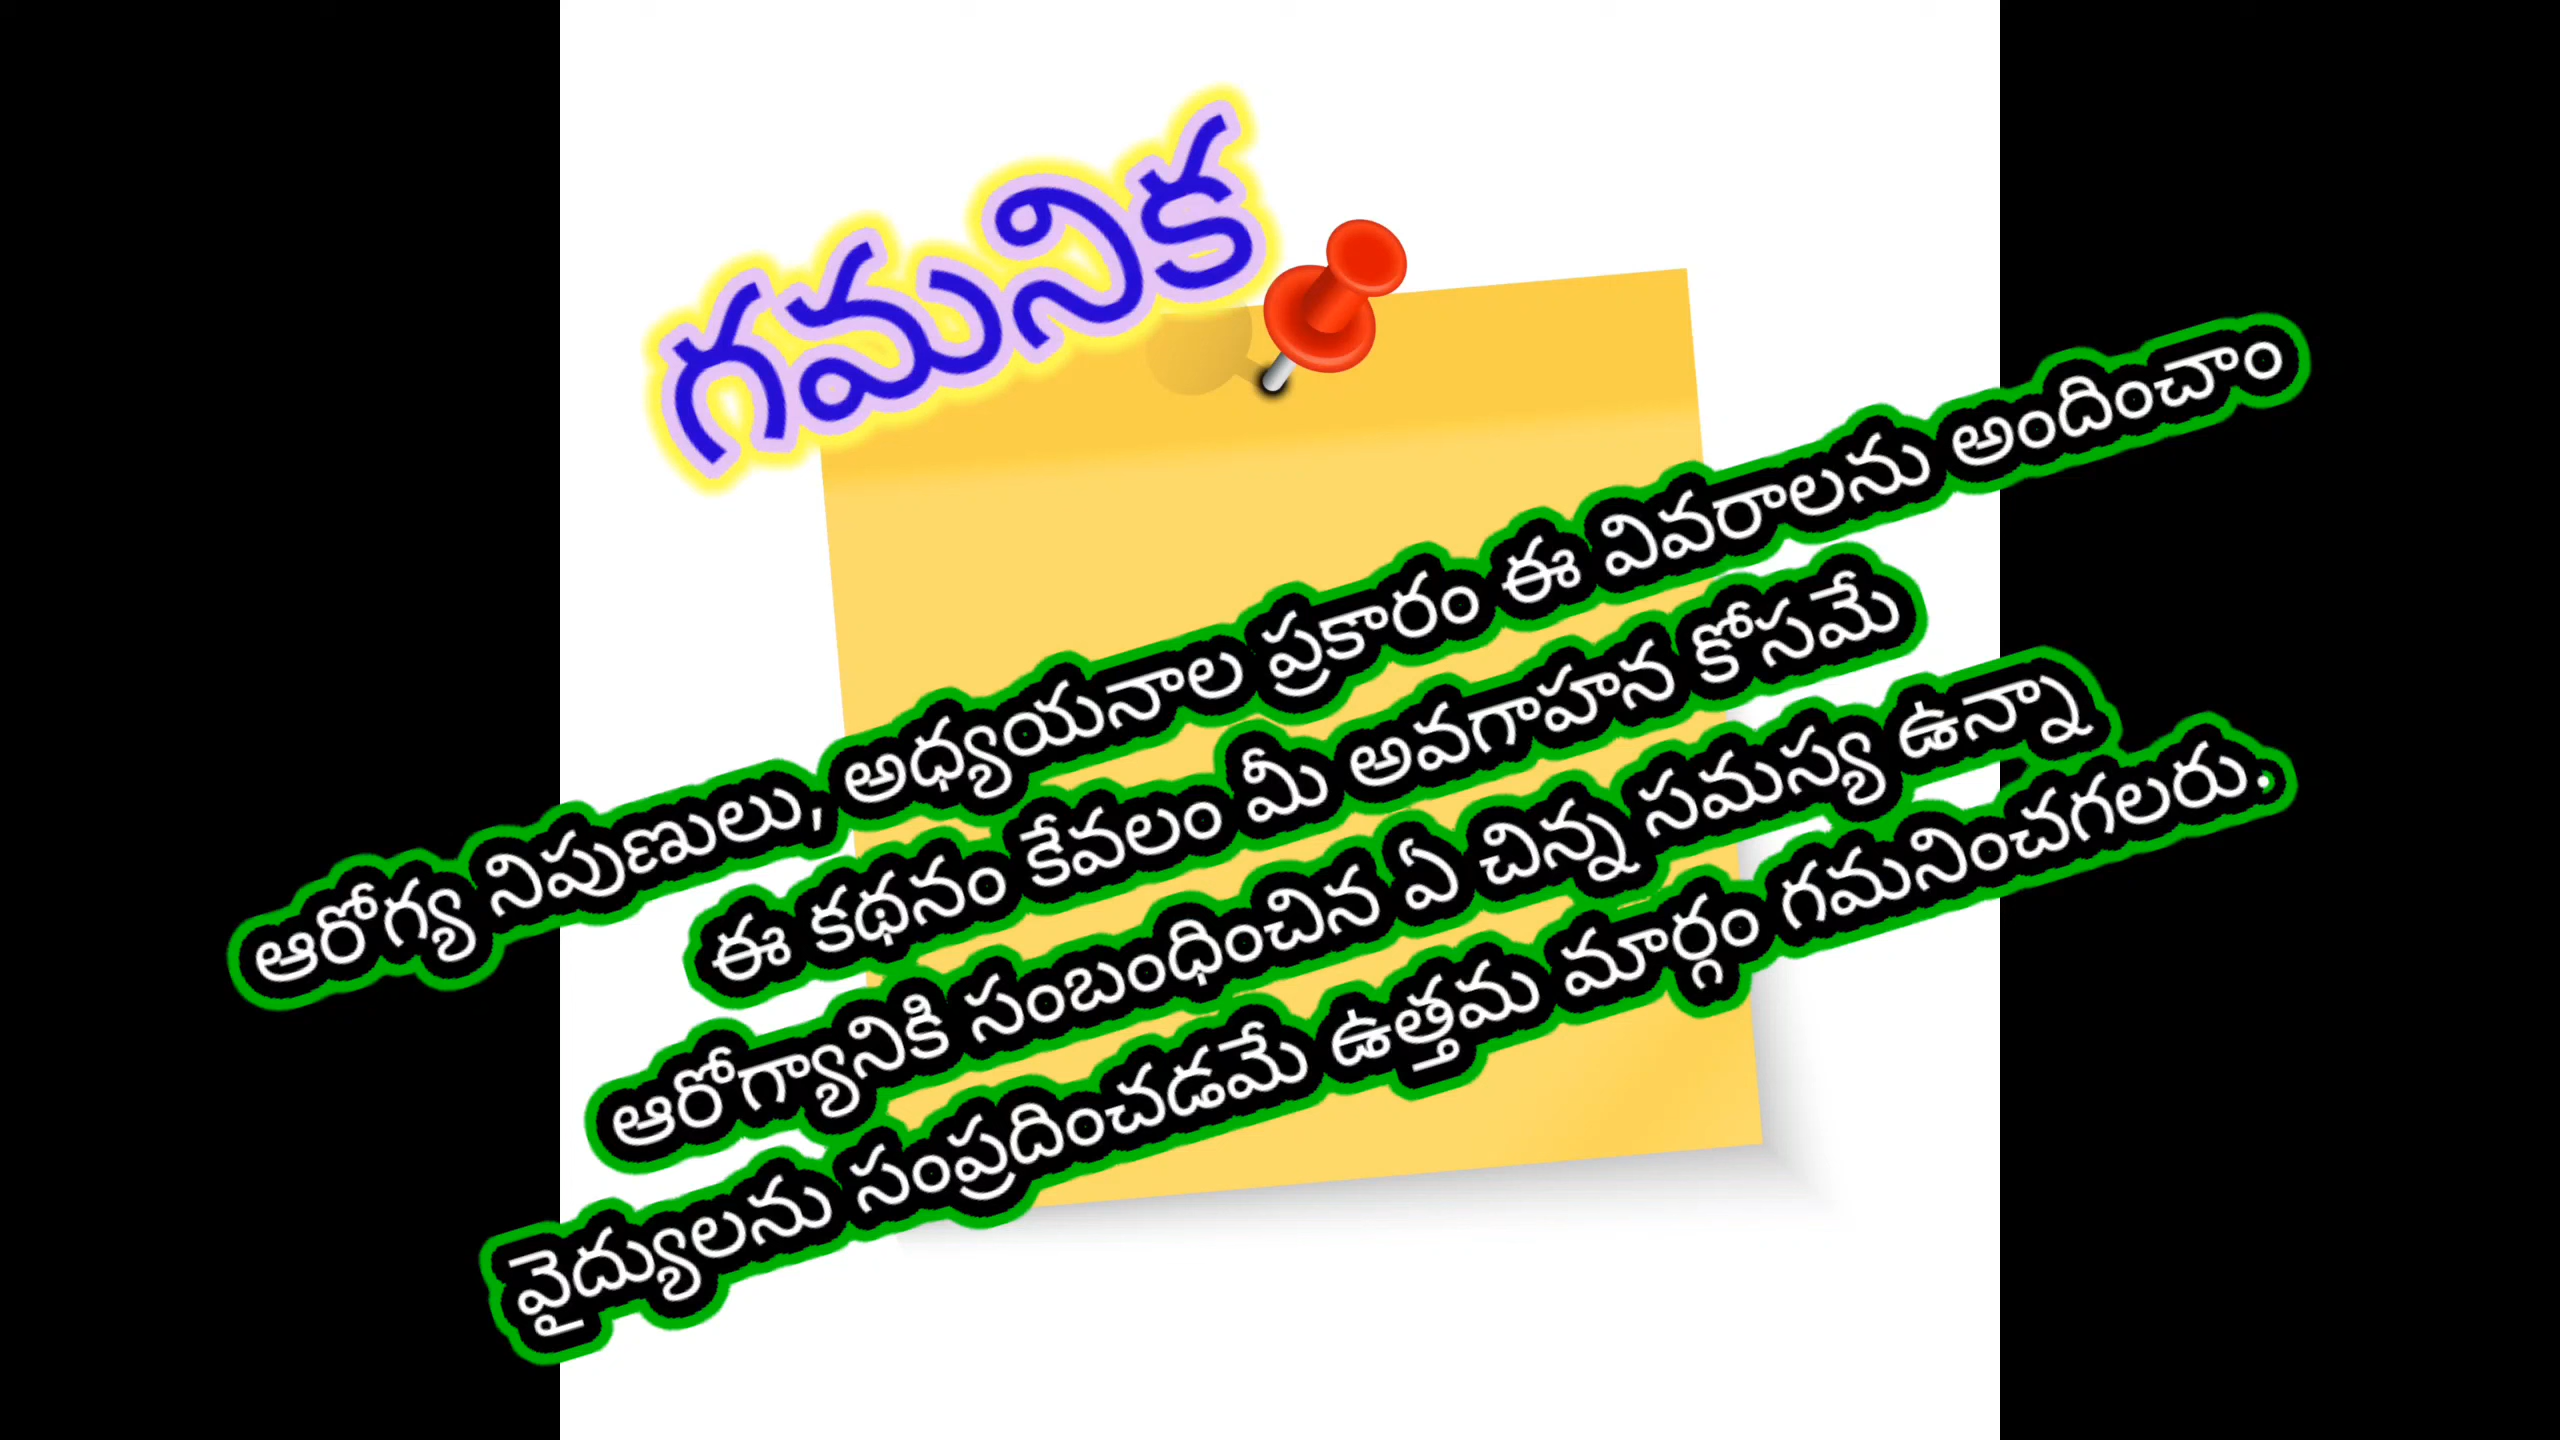 గమనిక
ఆరోగ్య నిపుణులు, అధ్యయనాల ప్రకారం ఈ వివరాలను అందించాం
ఈ కథనం కేవలం మీ అవగాహన కోసమే
ఆరోగ్యానికి సంబంధించిన ఏ చిన్న సమస్య ఉన్నా
వైద్యులను సంప్రదించడమే ఉత్తమ మార్గం గమనించగలరు.